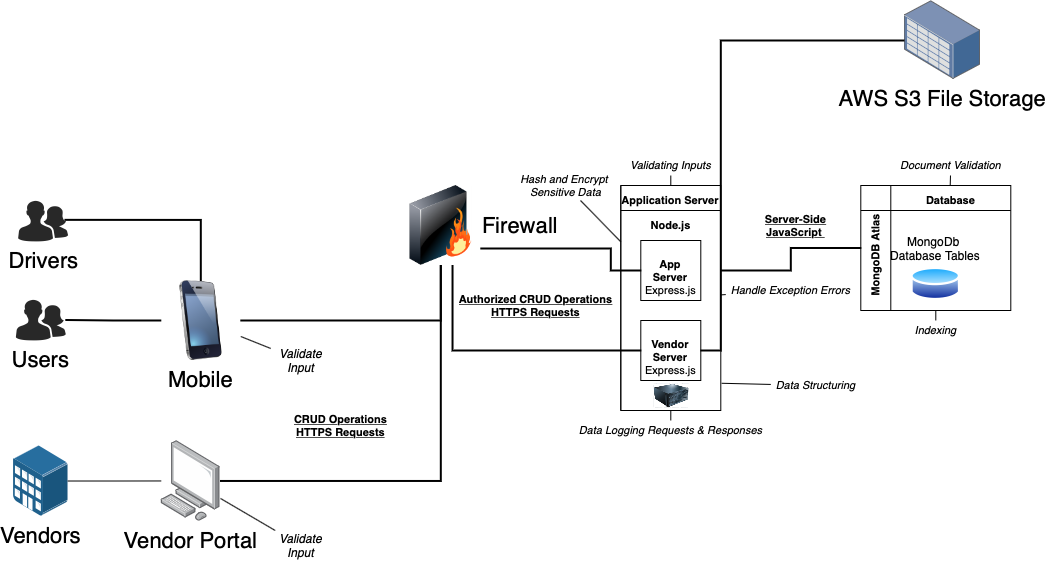 AWS S3 File Storage
Validating Inputs
Document Validation
Hash and Encrypt
Sensitive Data
Application Server
Database
Drivers
Firewall
Node.js
Server-Side
JavaScript
MongoDB Atlas
MongoDb
Database Tables
App
Server
Express.js
Authorized CRUD Operations
HTTPS Requests
Handle Exception Errors
Indexing
Users
Mobile
Validate
Input
Vendor
Server
Express.js
Data Structuring
CRUD Operations
HTTPS Requests
Data Logging Requests & Responses
Vendors
Vendor Portal
Validate
Input